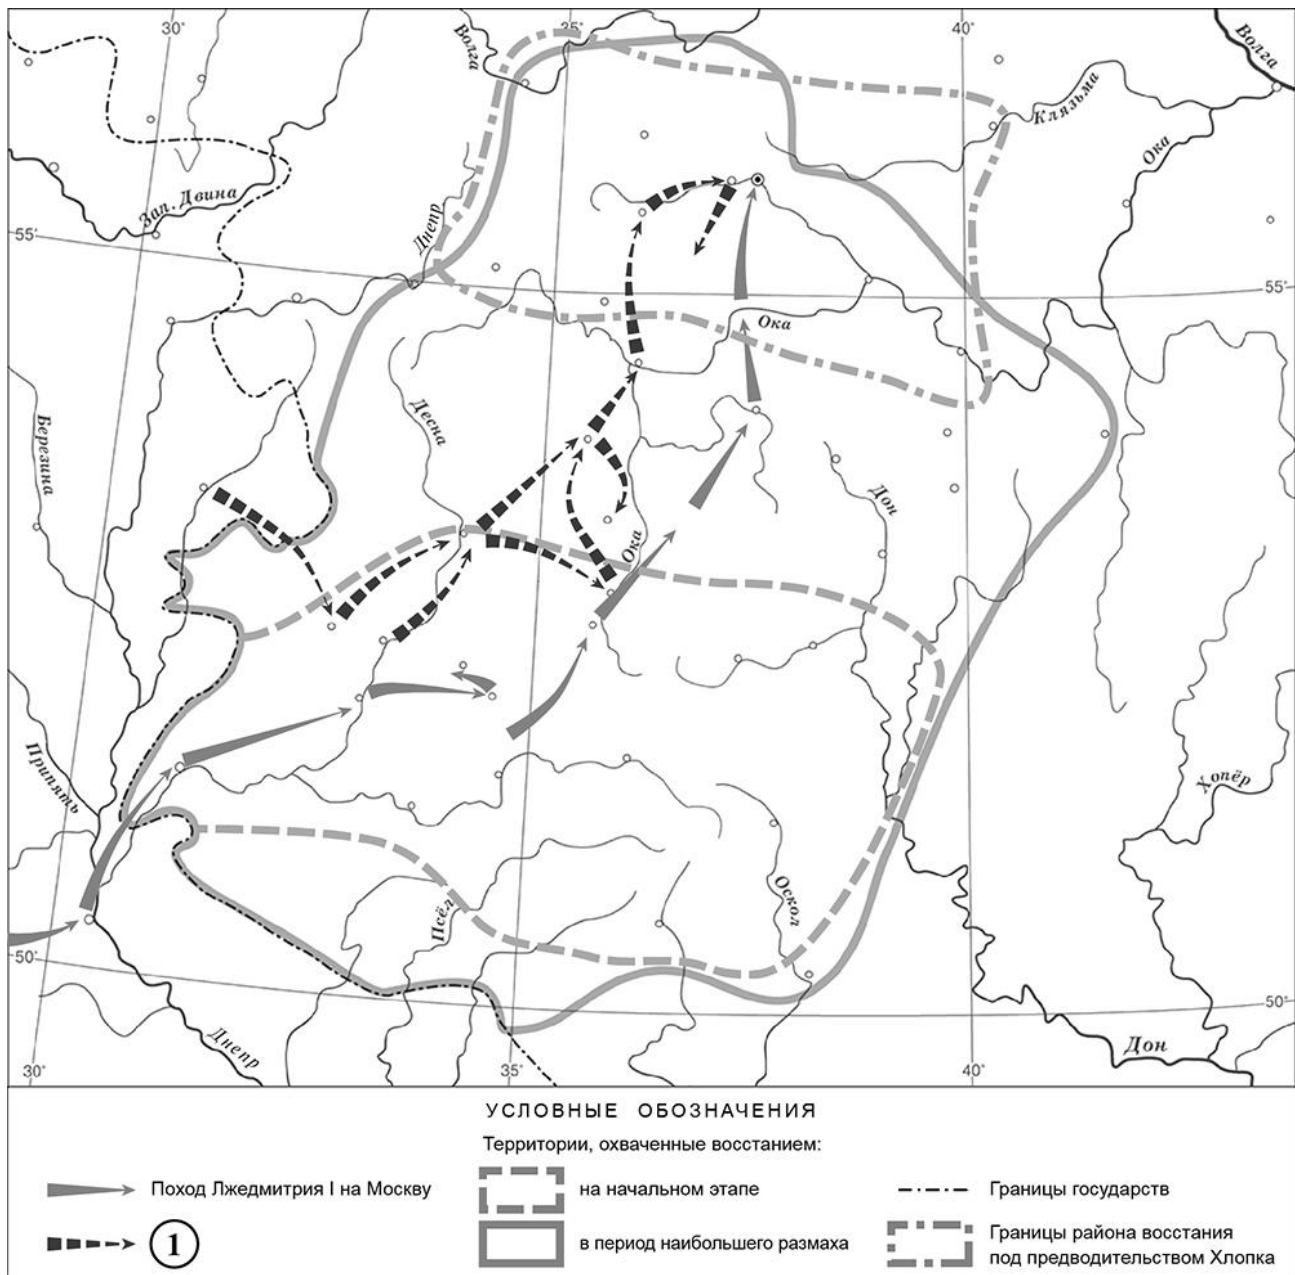 30°
35°
40°
Волга
Волга
Клязьма
Ока
Зап. Двина
Днепр
55°
55°
Ока
Березина
Десна
Дон
Ока
Припять
Хопёр
Псёл
Оскол
50°
50°
Днепр
Дон
30°
35°
40°
УСЛОВНЫЕ ОБОЗНАЧЕНИЯ
Территории, охваченные восстанием:
Поход Лжедмитрия I на Москву
на начальном этапе
Границы государств
1
в период наибольшего размаха
Границы района восстания
под предводительством Хлопка